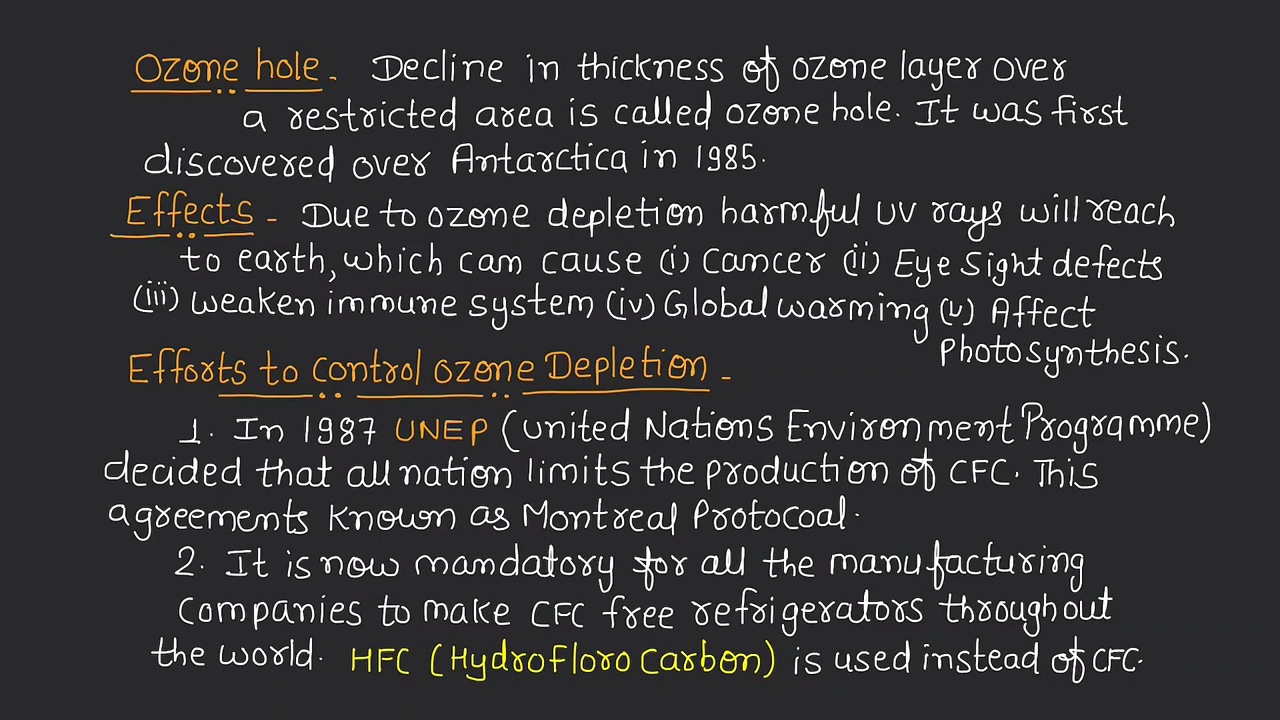 Ozone hole - Decline in thickness of ozone layer over
a restricted area is called ozone hole. It was first
discovered over Antarctica in 1985.
Effects - Due to ozone depletion harmful UV rays will reach
to earth, which can cause (i) Cancer (ii) Eye Sight defects
(iii) weaken immune system (iv) Global warming (v) Affect
Photosynthesis.
Efforts to Control ozone Depletion -
1. In 1987 UNEP (United Nations Environment Programme)
decided that all nation limits the production of CFC. This
agreements known as Montreal Protocoal.
2. It is now mandatory for all the manufacturing
Companies to make CFC free refrigerators throughout
the world. HFC (HydroFloro Carbon) is used instead of CFC.